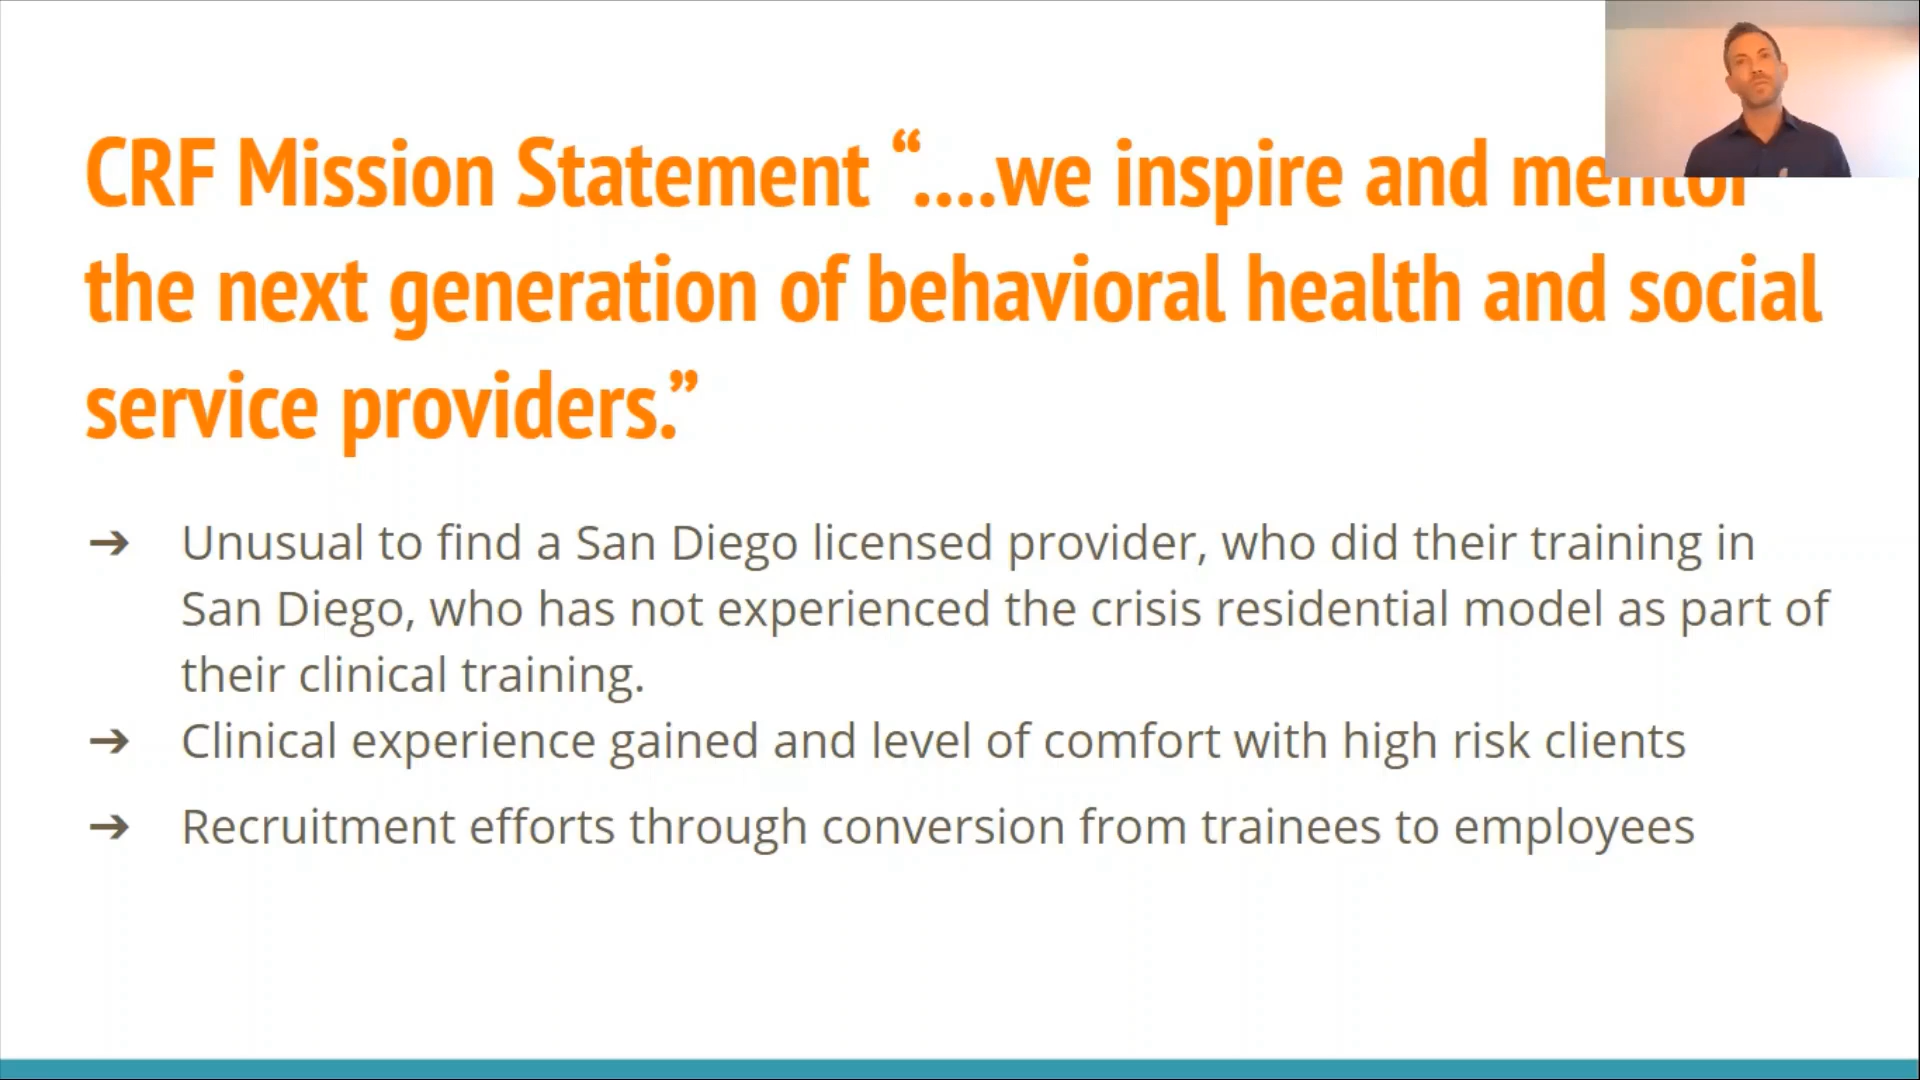 CRF Mission Statement “....we inspire and mentor
the next generation of behavioral health and social
service providers.”
➔ Unusual to find a San Diego licensed provider, who did their training in
San Diego, who has not experienced the crisis residential model as part of
their clinical training.
➔ Clinical experience gained and level of comfort with high risk clients
➔ Recruitment efforts through conversion from trainees to employees